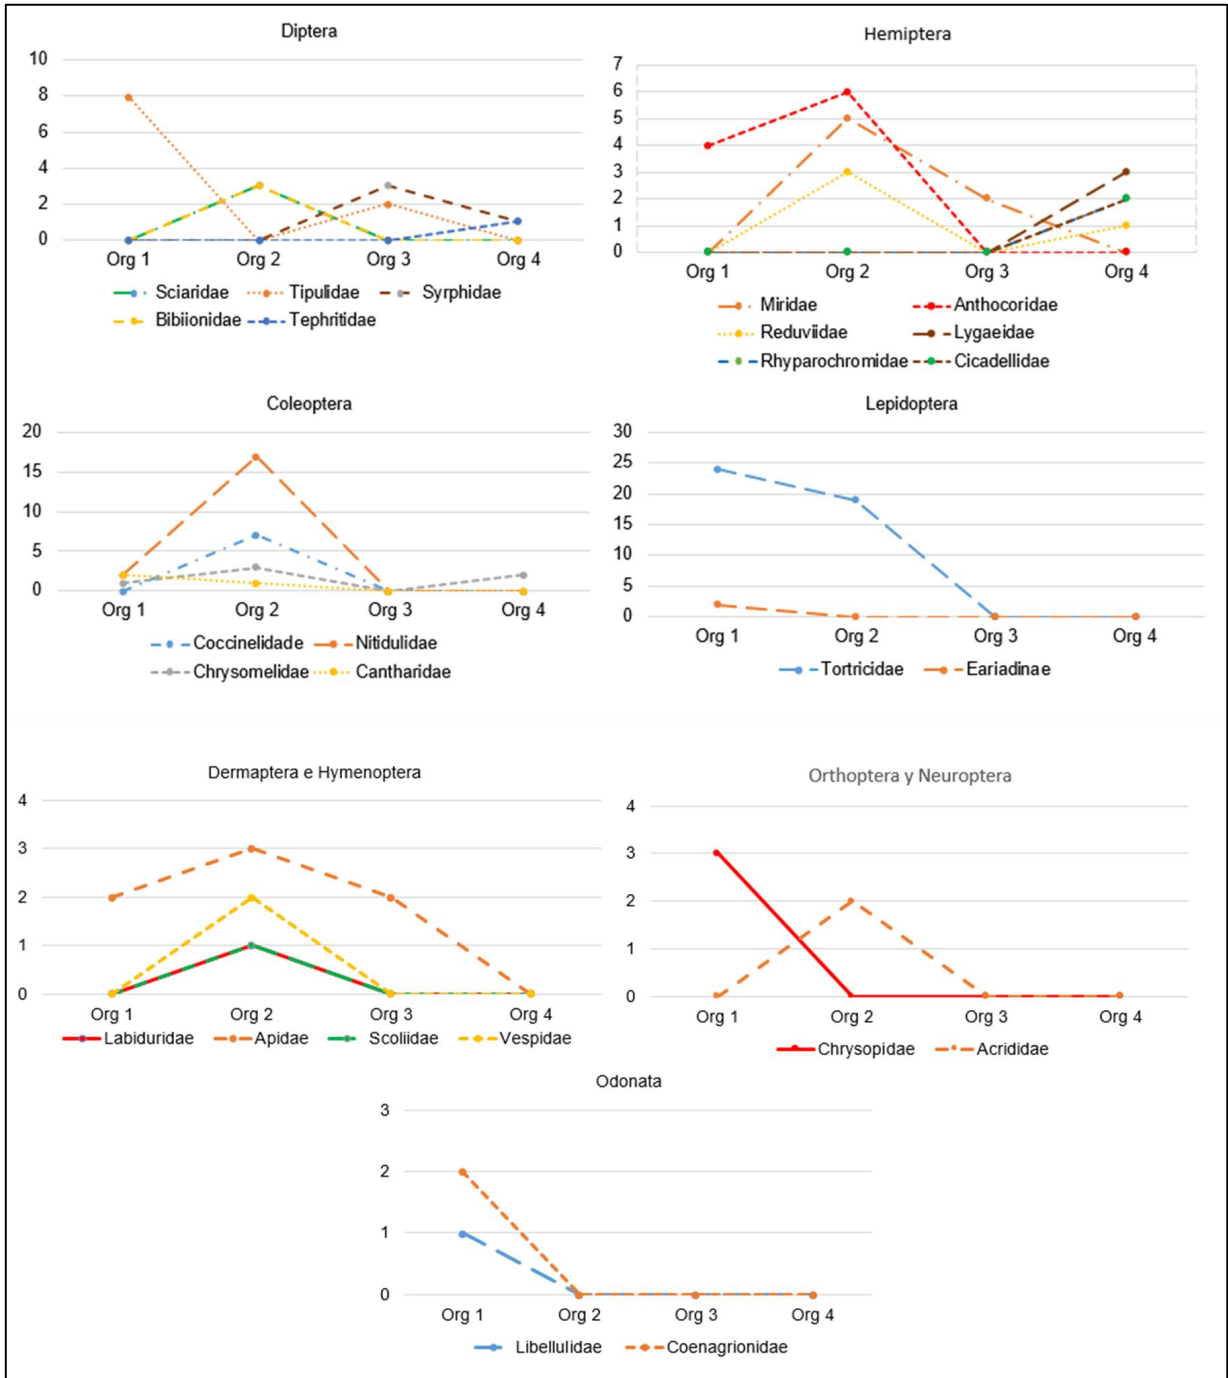 Diptera
10
8
6
4
2
0
Org 1 Org 2 Org 3 Org 4
Sciaridae Tipulidae Syrphidae
Bibiionidae Tephritidae
Hemiptera
7
6
5
4
3
2
1
0
Org 1 Org 2 Org 3 Org 4
Miridae Anthocoridae
Reduviidae Lygaeidae
Rhyparochromidae Cicadellidae
Coleoptera
20
15
10
5
0
Org 1 Org 2 Org 3 Org 4
Coccinelidade Nitidulidae
Chrysomelidae Cantharidae
Lepidoptera
30
25
20
15
10
5
0
Org 1 Org 2 Org 3 Org 4
Tortricidae Eariadinae
Dermaptera e Hymenoptera
4
3
2
1
0
Org 1 Org 2 Org 3 Org 4
Labiduridae Apidae Scoliidae Vespidae
Orthoptera y Neuroptera
4
3
2
1
0
Org 1 Org 2 Org 3 Org 4
Chrysopidae Acrididae
Odonata
3
2
1
0
Org 1 Org 2 Org 3 Org 4
Libellulidae Coenagrionidae